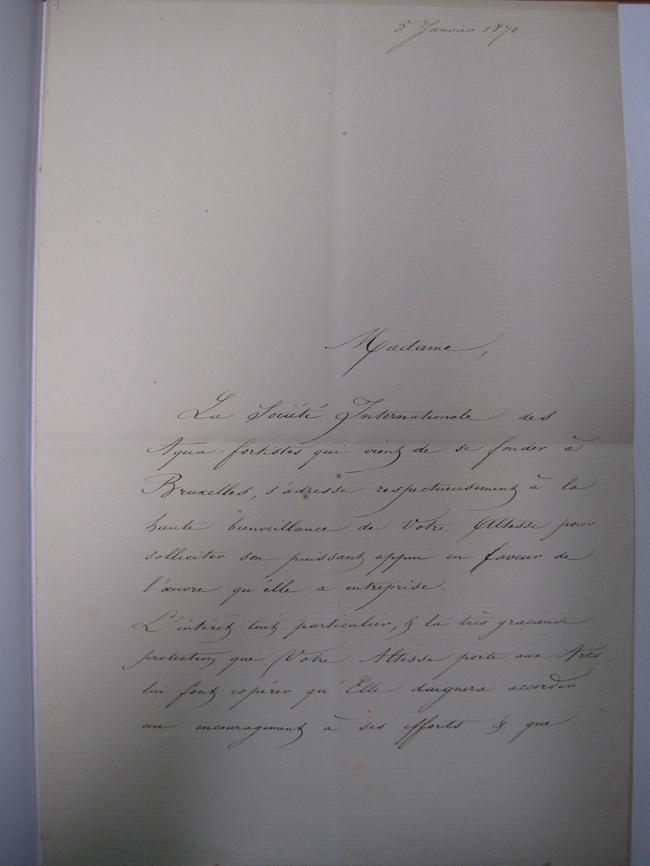 5 Janvier 1870.
Madame,
La Société Internationale des
Aqua-fortistes qui vient de se fonder à
Bruxelles, s'adresse respectueusement à la
haute bienveillance de Votre Altesse pour
solliciter son puissant appui en faveur de
l'œuvre qu'elle a entreprise.
L'intérêt tout particulier, & la très gracieuse
protection que Votre Altesse porte aux Arts,
lui font espérer qu'Elle daignera accorder
un encouragement à ses efforts & que